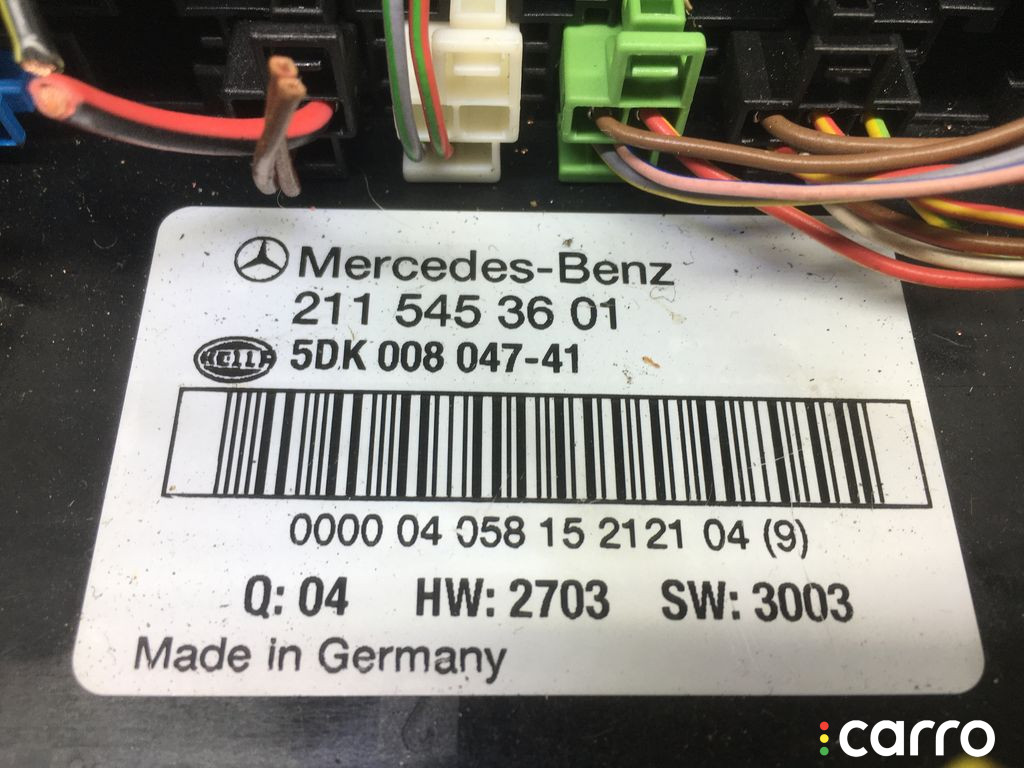 Mercedes-Benz
211 545 36 01
HELLA 5DK 008 047-41
0000 04 058 15 2121 04 (9)
Q: 04 HW: 2703 SW: 3003
Made in Germany
carro